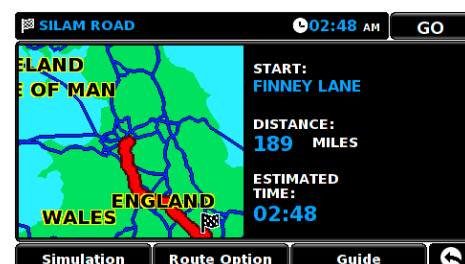 SILAM ROAD
02:48 AM
GO
ELAND
E OF MAN
ENGLAND
WALES
START:
FINNEY LANE
DISTANCE:
189 MILES
ESTIMATED
TIME:
02:48
Simulation
Route Option
Guide